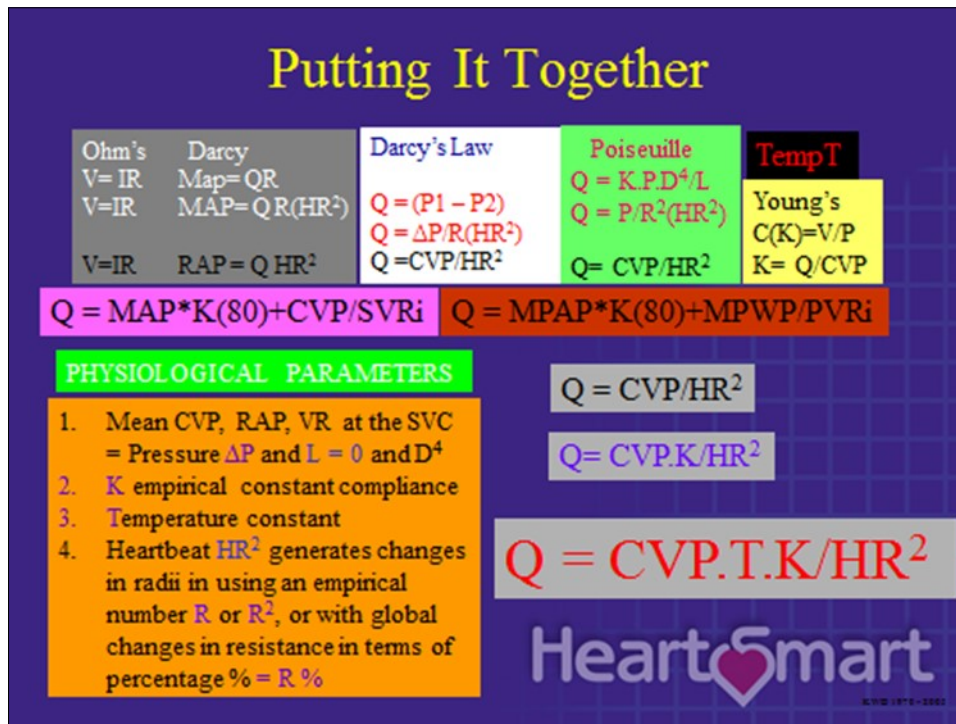 Putting It Together
Ohm's Darcy
V= IR Map= QR
V=IR MAP= QR(HR²)
V=IR RAP = Q HR²
Darcy's Law
Q = (P1 – P2)
Q = ΔP/R(HR²)
Q =CVP/HR²
Poiseuille
Q = K.P.D⁴/L
Q = P/R²(HR²)
Q= CVP/HR²
TempT
Young's
C(K)=V/P
K= Q/CVP
Q = MAP*K(80)+CVP/SVRi
Q = MPAP*K(80)+MPWP/PVRi
PHYSIOLOGICAL PARAMETERS
1. Mean CVP, RAP, VR at the SVC
= Pressure ΔP and L = 0 and D⁴
2. K empirical constant compliance
3. Temperature constant
4. Heartbeat HR² generates changes
in radii in using an empirical
number R or R², or with global
changes in resistance in terms of
percentage % = R %
Q = CVP/HR²
Q= CVP.K/HR²
Q = CVP.T.K/HR²
HeartSmart